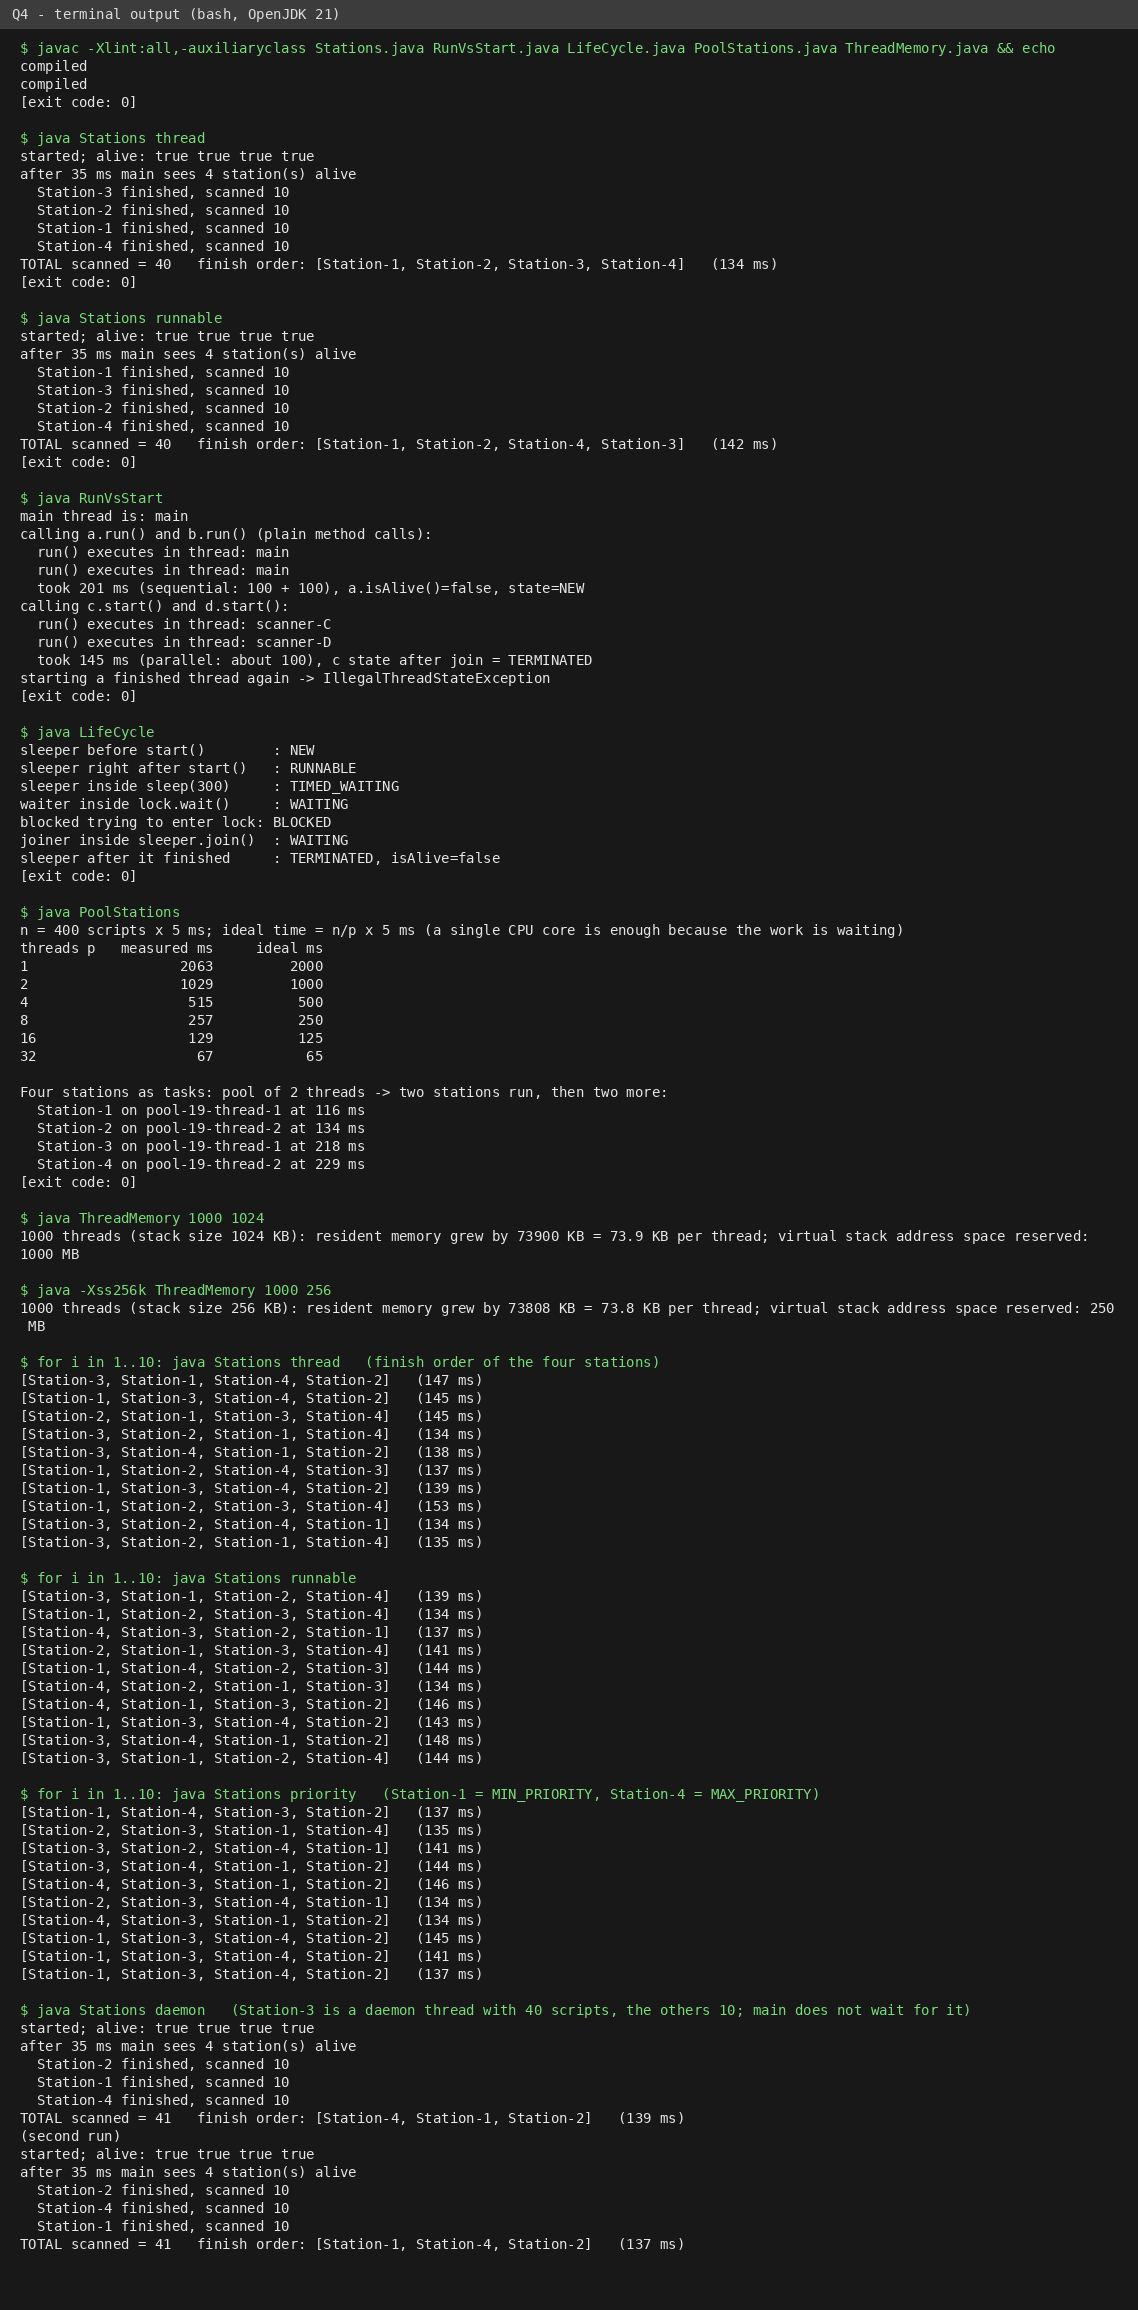 Q4 - terminal output (bash, OpenJDK 21)
$ javac -Xlint:all,-auxiliaryclass Stations.java RunVsStart.java LifeCycle.java PoolStations.java ThreadMemory.java && echo
compiled
compiled
[exit code: 0]

$ java Stations thread
started; alive: true true true true
after 35 ms main sees 4 station(s) alive
  Station-3 finished, scanned 10
  Station-2 finished, scanned 10
  Station-1 finished, scanned 10
  Station-4 finished, scanned 10
TOTAL scanned = 40   finish order: [Station-1, Station-2, Station-3, Station-4]   (134 ms)
[exit code: 0]

$ java Stations runnable
started; alive: true true true true
after 35 ms main sees 4 station(s) alive
  Station-1 finished, scanned 10
  Station-3 finished, scanned 10
  Station-2 finished, scanned 10
  Station-4 finished, scanned 10
TOTAL scanned = 40   finish order: [Station-1, Station-2, Station-4, Station-3]   (142 ms)
[exit code: 0]

$ java RunVsStart
main thread is: main
calling a.run() and b.run() (plain method calls):
  run() executes in thread: main
  run() executes in thread: main
  took 201 ms (sequential: 100 + 100), a.isAlive()=false, state=NEW
calling c.start() and d.start():
  run() executes in thread: scanner-C
  run() executes in thread: scanner-D
  took 145 ms (parallel: about 100), c state after join = TERMINATED
starting a finished thread again -> IllegalThreadStateException
[exit code: 0]

$ java LifeCycle
sleeper before start()        : NEW
sleeper right after start()   : RUNNABLE
sleeper inside sleep(300)     : TIMED_WAITING
waiter inside lock.wait()     : WAITING
blocked trying to enter lock: BLOCKED
joiner inside sleeper.join()  : WAITING
sleeper after it finished     : TERMINATED, isAlive=false
[exit code: 0]

$ java PoolStations
n = 400 scripts x 5 ms; ideal time = n/p x 5 ms (a single CPU core is enough because the work is waiting)
threads p   measured ms     ideal ms
1                  2063         2000
2                  1029         1000
4                   515          500
8                   257          250
16                  129          125
32                   67           65

Four stations as tasks: pool of 2 threads -> two stations run, then two more:
  Station-1 on pool-19-thread-1 at 116 ms
  Station-2 on pool-19-thread-2 at 134 ms
  Station-3 on pool-19-thread-1 at 218 ms
  Station-4 on pool-19-thread-2 at 229 ms
[exit code: 0]

$ java ThreadMemory 1000 1024
1000 threads (stack size 1024 KB): resident memory grew by 73900 KB = 73.9 KB per thread; virtual stack address space reserved:
1000 MB

$ java -Xss256k ThreadMemory 1000 256
1000 threads (stack size 256 KB): resident memory grew by 73808 KB = 73.8 KB per thread; virtual stack address space reserved: 250
 MB

$ for i in 1..10: java Stations thread   (finish order of the four stations)
[Station-3, Station-1, Station-4, Station-2]   (147 ms)
[Station-1, Station-3, Station-4, Station-2]   (145 ms)
[Station-2, Station-1, Station-3, Station-4]   (145 ms)
[Station-3, Station-2, Station-1, Station-4]   (134 ms)
[Station-3, Station-4, Station-1, Station-2]   (138 ms)
[Station-1, Station-2, Station-4, Station-3]   (137 ms)
[Station-1, Station-3, Station-4, Station-2]   (139 ms)
[Station-1, Station-2, Station-3, Station-4]   (153 ms)
[Station-3, Station-2, Station-4, Station-1]   (134 ms)
[Station-3, Station-2, Station-1, Station-4]   (135 ms)

$ for i in 1..10: java Stations runnable
[Station-3, Station-1, Station-2, Station-4]   (139 ms)
[Station-1, Station-2, Station-3, Station-4]   (134 ms)
[Station-4, Station-3, Station-2, Station-1]   (137 ms)
[Station-2, Station-1, Station-3, Station-4]   (141 ms)
[Station-1, Station-4, Station-2, Station-3]   (144 ms)
[Station-4, Station-2, Station-1, Station-3]   (134 ms)
[Station-4, Station-1, Station-3, Station-2]   (146 ms)
[Station-1, Station-3, Station-4, Station-2]   (143 ms)
[Station-3, Station-4, Station-1, Station-2]   (148 ms)
[Station-3, Station-1, Station-2, Station-4]   (144 ms)

$ for i in 1..10: java Stations priority   (Station-1 = MIN_PRIORITY, Station-4 = MAX_PRIORITY)
[Station-1, Station-4, Station-3, Station-2]   (137 ms)
[Station-2, Station-3, Station-1, Station-4]   (135 ms)
[Station-3, Station-2, Station-4, Station-1]   (141 ms)
[Station-3, Station-4, Station-1, Station-2]   (144 ms)
[Station-4, Station-3, Station-1, Station-2]   (146 ms)
[Station-2, Station-3, Station-4, Station-1]   (134 ms)
[Station-4, Station-3, Station-1, Station-2]   (134 ms)
[Station-1, Station-3, Station-4, Station-2]   (145 ms)
[Station-1, Station-3, Station-4, Station-2]   (141 ms)
[Station-1, Station-3, Station-4, Station-2]   (137 ms)

$ java Stations daemon   (Station-3 is a daemon thread with 40 scripts, the others 10; main does not wait for it)
started; alive: true true true true
after 35 ms main sees 4 station(s) alive
  Station-2 finished, scanned 10
  Station-1 finished, scanned 10
  Station-4 finished, scanned 10
TOTAL scanned = 41   finish order: [Station-4, Station-1, Station-2]   (139 ms)
(second run)
started; alive: true true true true
after 35 ms main sees 4 station(s) alive
  Station-2 finished, scanned 10
  Station-4 finished, scanned 10
  Station-1 finished, scanned 10
TOTAL scanned = 41   finish order: [Station-1, Station-4, Station-2]   (137 ms)